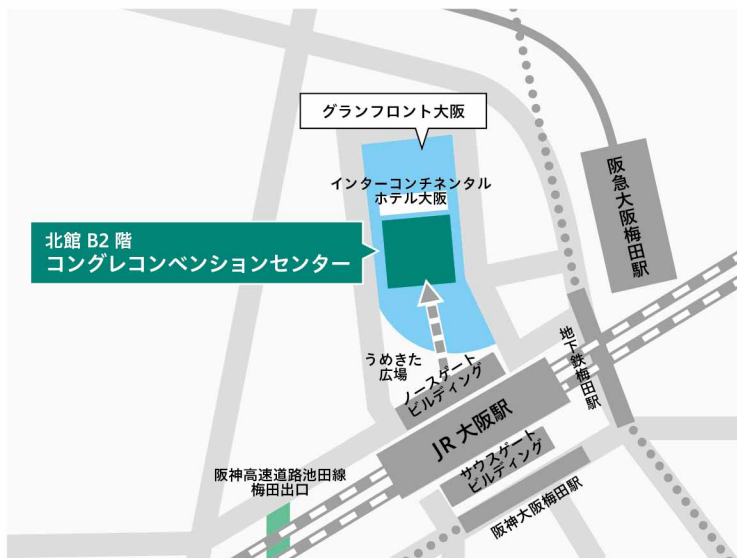 グランフロント大阪
インターコンチネンタル
ホテル大阪
北館 B2 階
コングレコンベンションセンター
阪急大阪梅田駅
地下鉄梅田駅
うめきた
広場
ノースゲート
ビルディング
JR 大阪駅
サウスゲート
ビルディング
阪神大阪梅田駅
阪神高速道路池田線
梅田出口